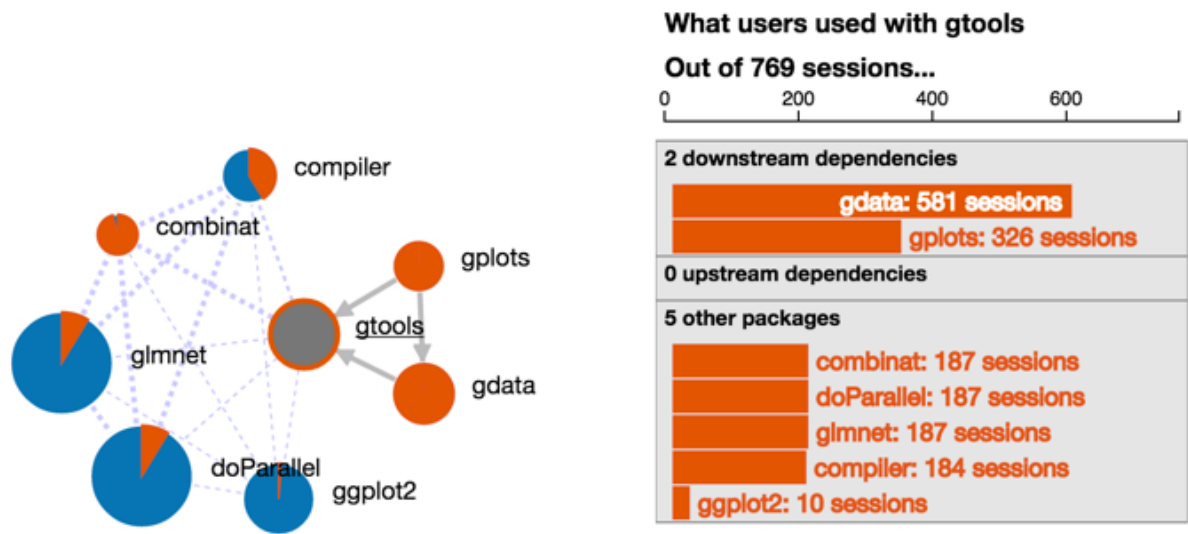 compiler
combinat
gplots
gtools
glmnet
gdata
doParallel
ggplot2
What users used with gtools
Out of 769 sessions...
0 200 400 600
2 downstream dependencies
gdata: 581 sessions
gplots: 326 sessions
0 upstream dependencies
5 other packages
combinat: 187 sessions
doParallel: 187 sessions
glmnet: 187 sessions
compiler: 184 sessions
ggplot2: 10 sessions